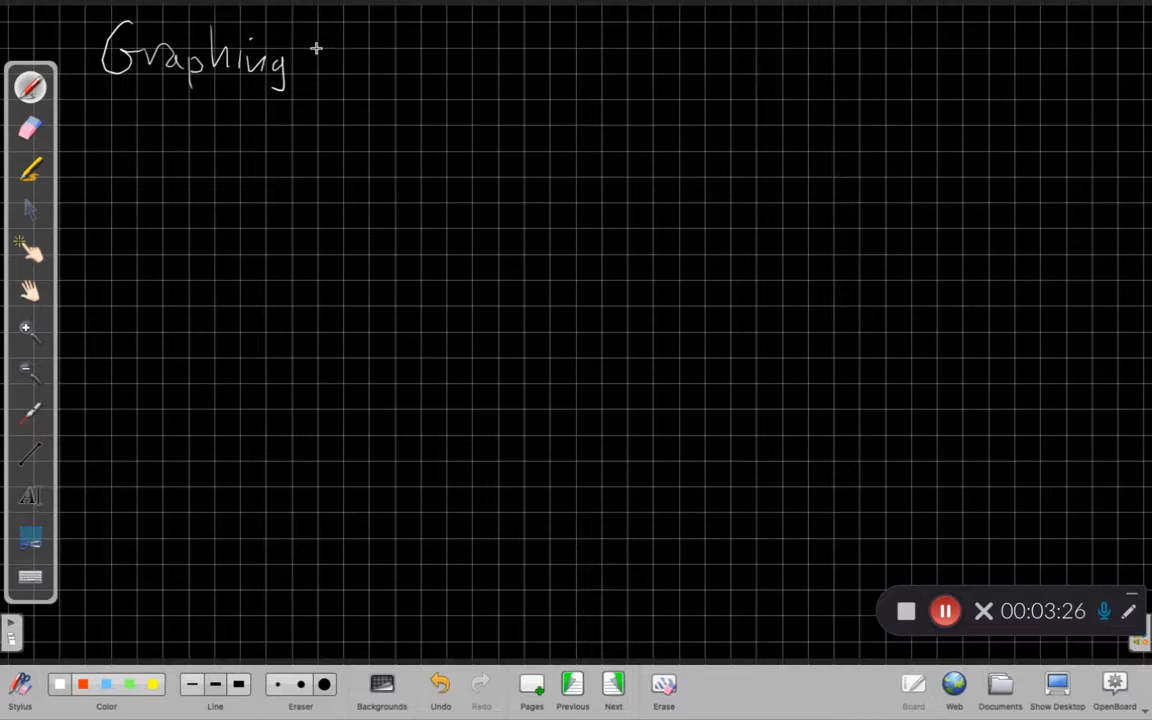 Graphing
00:03:26
Stylus Color Line Eraser Backgrounds Undo Redo Pages Previous Next Erase Board Web Documents Show Desktop OpenBoard